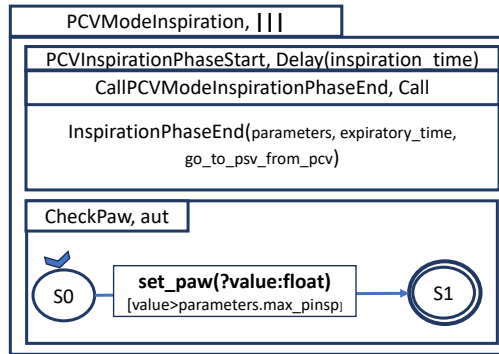 PCVModeInspiration, |||
PCVInspirationPhaseStart, Delay(inspiration_time)
CallPCVModeInspirationPhaseEnd, Call
InspirationPhaseEnd(parameters, expiratory_time,
go_to_psv_from_pcv)
CheckPaw, aut
set_paw(?value:float)
S0
[value>parameters.max_pinsp]
S1